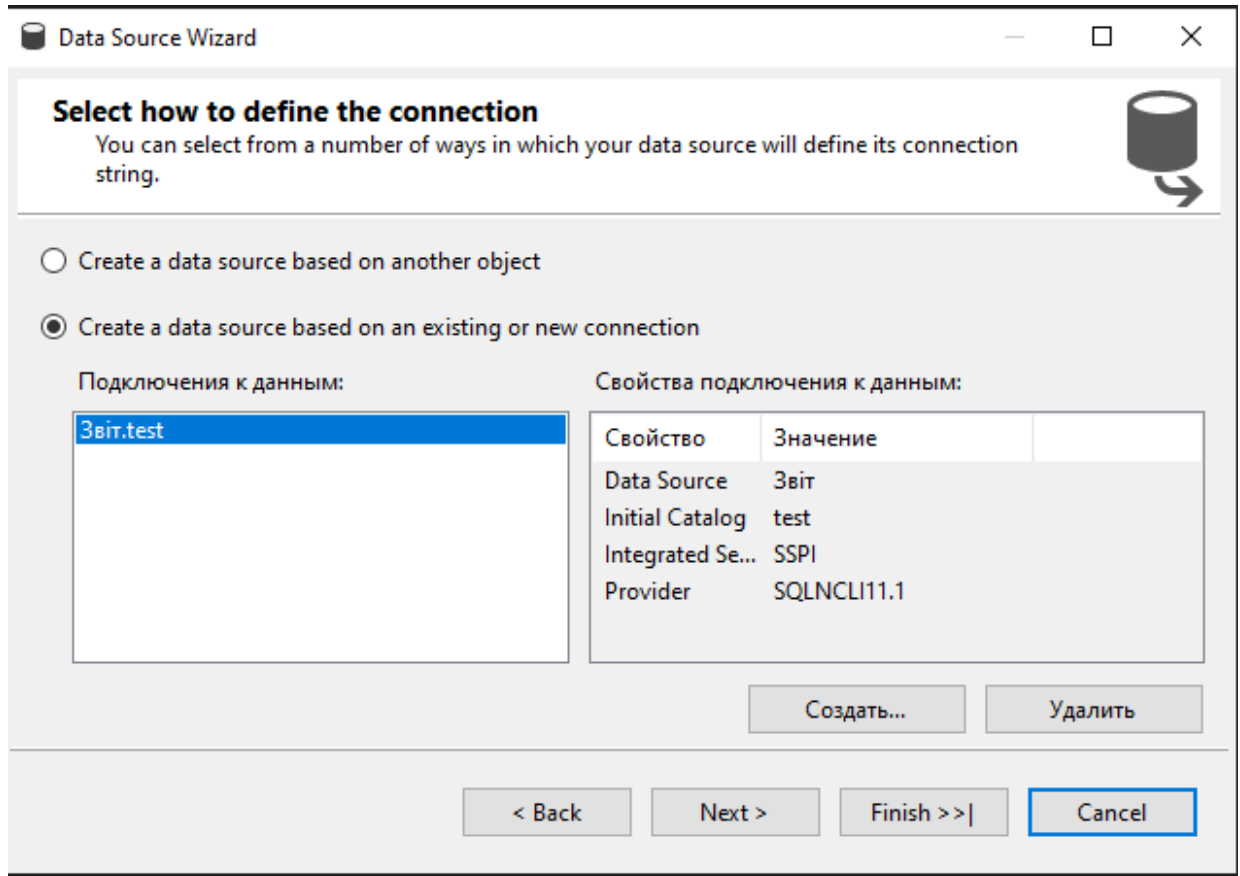 Data Source Wizard
Select how to define the connection
You can select from a number of ways in which your data source will define its connection
string.
Create a data source based on another object
Create a data source based on an existing or new connection
Подключения к данным:
Звіт.test
Свойства подключения к данным:
Свойство Значение
Data Source Звіт
Initial Catalog test
Integrated Se... SSPI
Provider SQLNCLI11.1
Создать... Удалить
< Back Next > Finish >>| Cancel